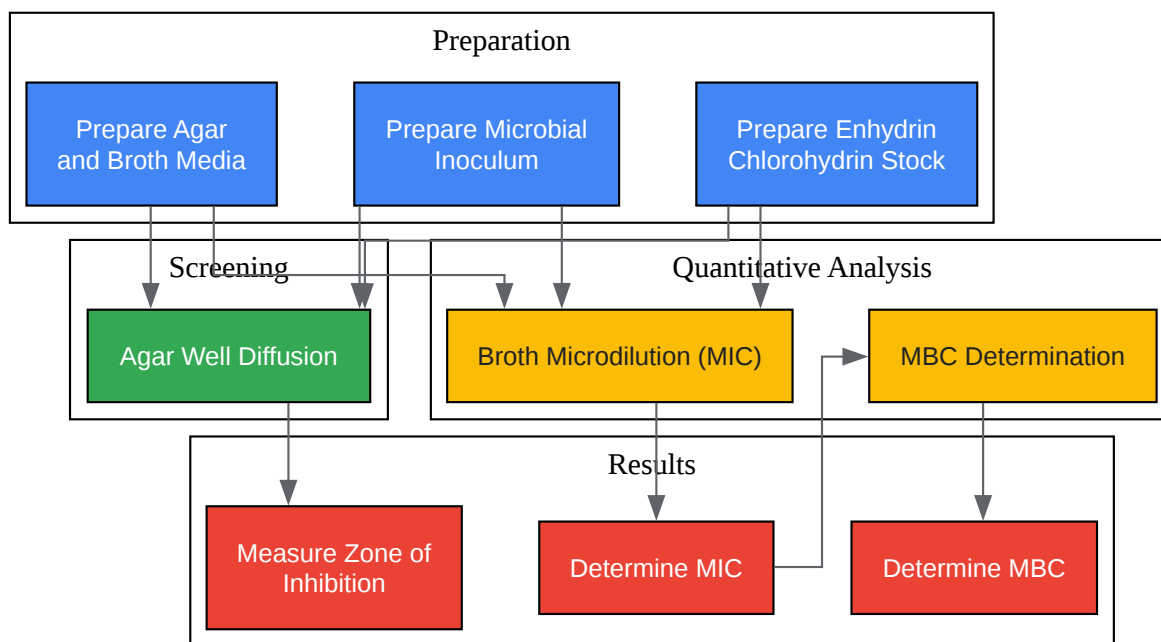 Preparation
Prepare Agar
and Broth Media
Prepare Microbial
Inoculum
Prepare Enhydrin
Chlorohydrin Stock
Screening
Quantitative Analysis
Agar Well Diffusion
Broth Microdilution (MIC)
MBC Determination
Results
Measure Zone of
Inhibition
Determine MIC
Determine MBC